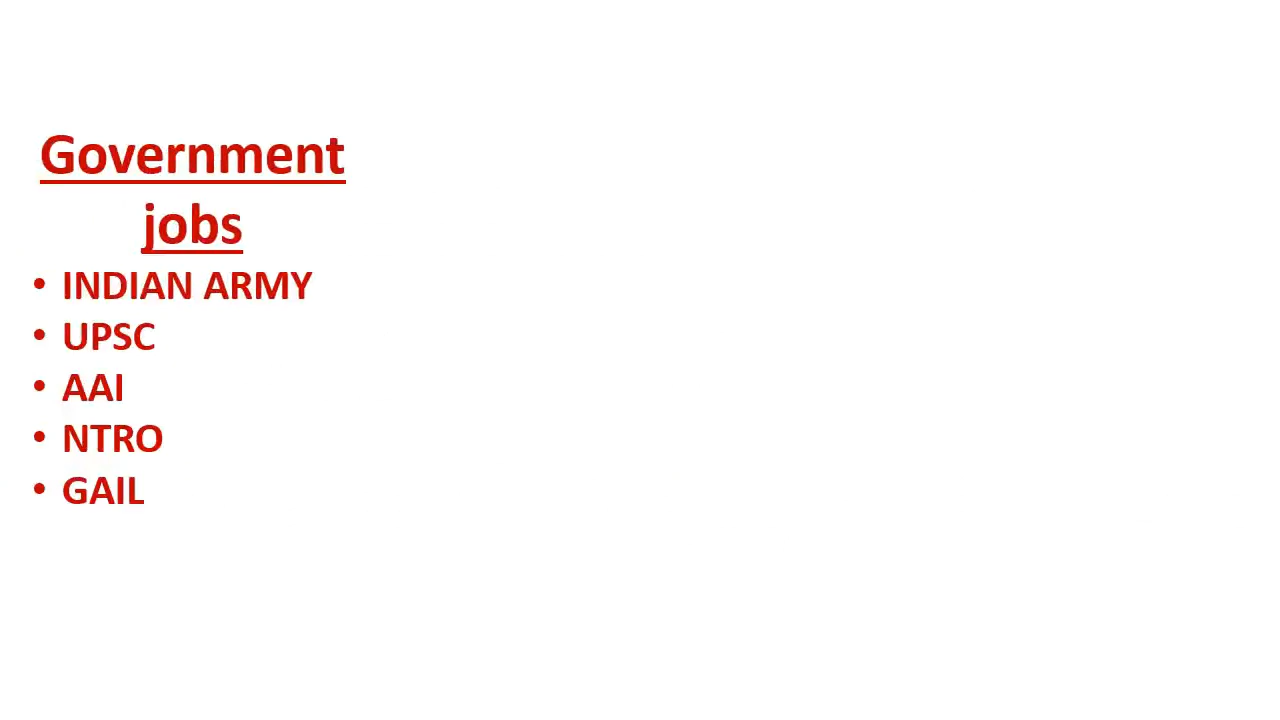 Government
jobs
• INDIAN ARMY
• UPSC
• AAI
• NTRO
• GAIL